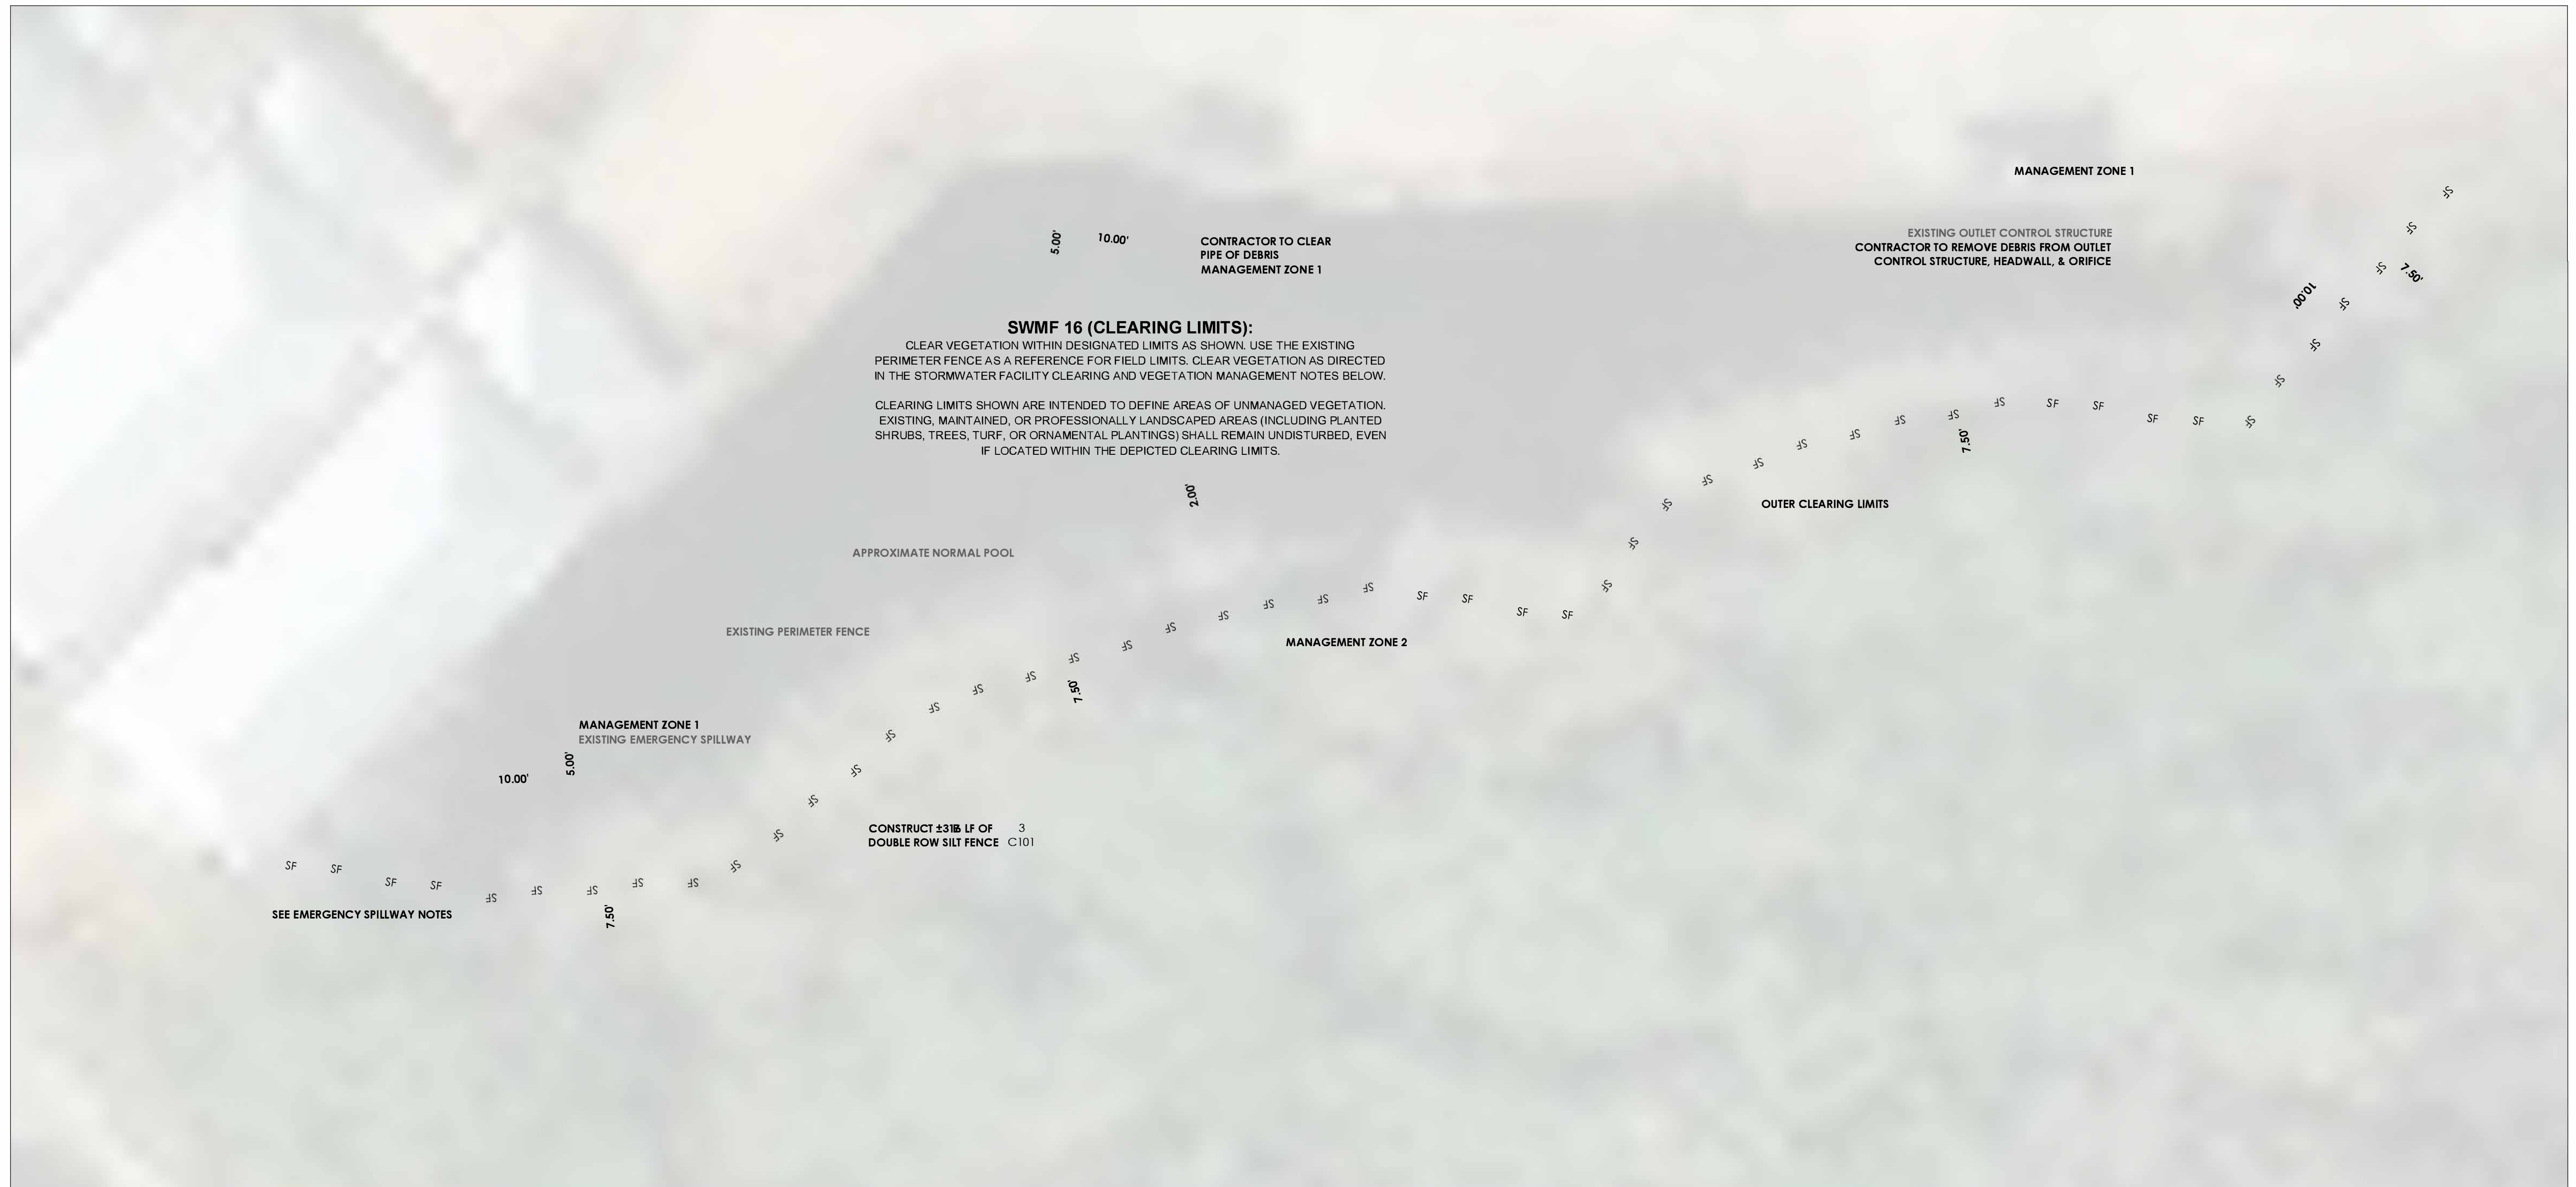 MANAGEMENT ZONE 1
SF
SF
5.00'
10.00'
CONTRACTOR TO CLEAR
PIPE OF DEBRIS
MANAGEMENT ZONE 1
EXISTING OUTLET CONTROL STRUCTURE
CONTRACTOR TO REMOVE DEBRIS FROM OUTLET
CONTROL STRUCTURE, HEADWALL, & ORIFICE
SF
7.50'
10.00'
SF
SF
SF
SWMF 16 (CLEARING LIMITS):
CLEAR VEGETATION WITHIN DESIGNATED LIMITS AS SHOWN. USE THE EXISTING
PERIMETER FENCE AS A REFERENCE FOR FIELD LIMITS. CLEAR VEGETATION AS DIRECTED
IN THE STORMWATER FACILITY CLEARING AND VEGETATION MANAGEMENT NOTES BELOW.
CLEARING LIMITS SHOWN ARE INTENDED TO DEFINE AREAS OF UNMANAGED VEGETATION.
EXISTING, MAINTAINED, OR PROFESSIONALLY LANDSCAPED AREAS (INCLUDING PLANTED
SHRUBS, TREES, TURF, OR ORNAMENTAL PLANTINGS) SHALL REMAIN UNDISTURBED, EVEN
IF LOCATED WITHIN THE DEPICTED CLEARING LIMITS.
SF SF SF SF SF SF SF SF SF SF SF SF SF SF SF
7.50'
2.00'
OUTER CLEARING LIMITS
APPROXIMATE NORMAL POOL
SF SF SF SF SF SF SF SF SF SF SF SF SF SF
EXISTING PERIMETER FENCE
MANAGEMENT ZONE 2
7.50'
SF SF SF SF SF SF SF SF
MANAGEMENT ZONE 1
EXISTING EMERGENCY SPILLWAY
10.00'
5.00'
CONSTRUCT LF OF
DOUBLE ROW SILT FENCE
3
C101
SF SF SF SF SF SF SF SF SF SF
SEE EMERGENCY SPILLWAY NOTES
7.50'